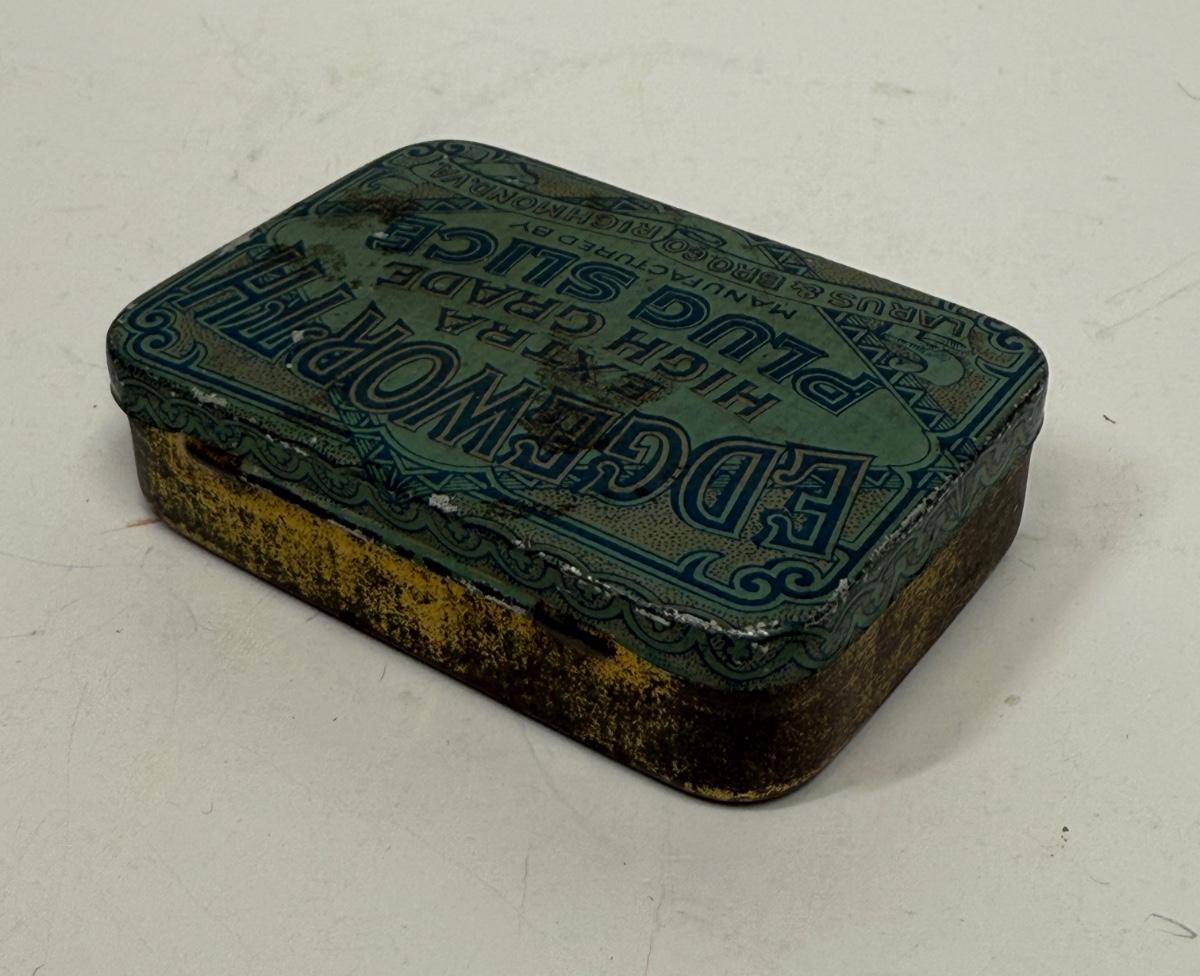 EDGEWORTH
EXTRA
HIGH GRADE
PLUG SLICE
MANUFACTURED BY
LARUS & BRO. CO. RICHMOND. VA.